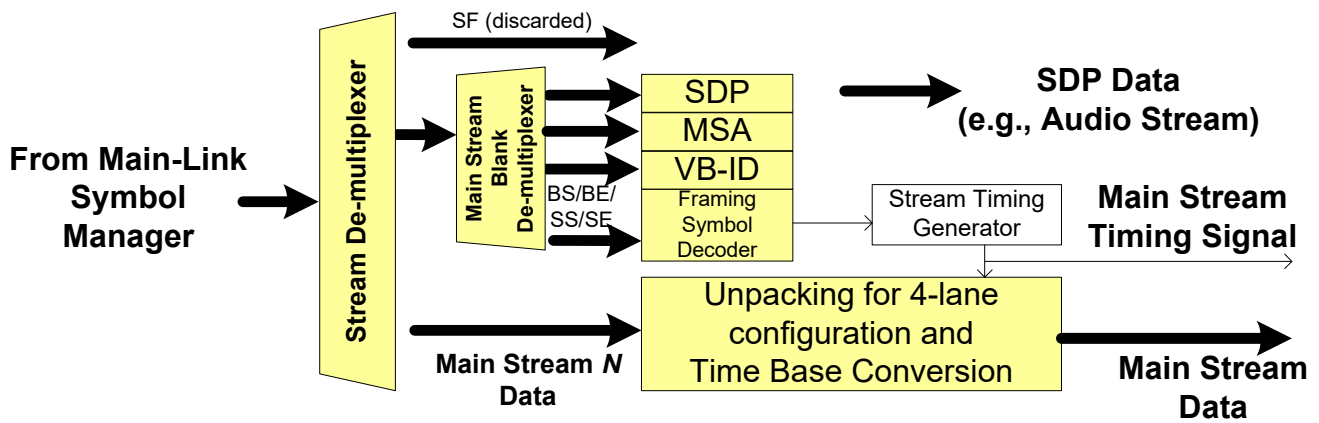 SF (discarded)
From Main-Link
Symbol
Manager
Stream De-multiplexer
Main Stream
Blank
De-multiplexer
BS/BE/
SS/SE
SDP
MSA
VB-ID
Framing
Symbol
Decoder
SDP Data
(e.g., Audio Stream)
Stream Timing
Generator
Main Stream
Timing Signal
Main Stream N
Data
Unpacking for 4-lane
configuration and
Time Base Conversion
Main Stream
Data